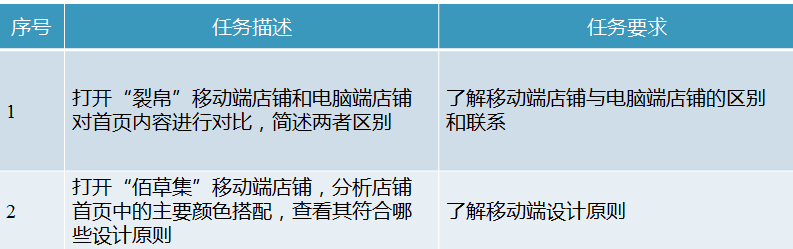 序号 任务描述 任务要求
1
打开“裂帛”移动端店铺和电脑端店铺
对首页内容进行对比，简述两者区别
了解移动端店铺与电脑端店铺的区别
和联系
2
打开“佰草集”移动端店铺，分析店铺
首页中的主要颜色搭配，查看其符合哪
些设计原则
了解移动端设计原则